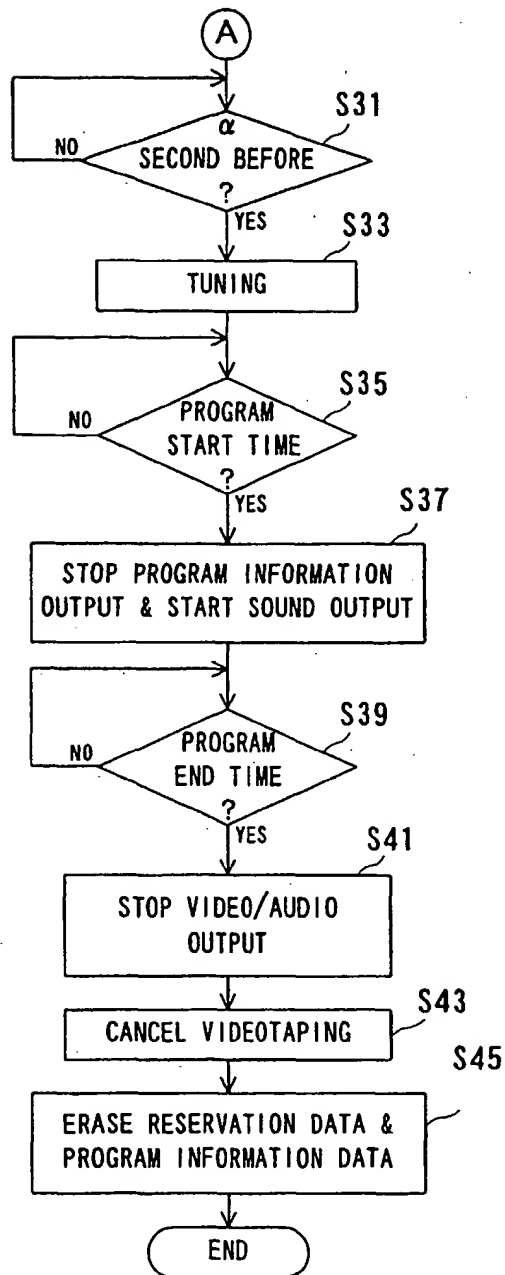 A
S31
α
SECOND BEFORE
?
NO
YES
S33
TUNING
S35
PROGRAM
START TIME
?
NO
YES
S37
STOP PROGRAM INFORMATION
OUTPUT & START SOUND OUTPUT
S39
PROGRAM
END TIME
?
NO
YES
S41
STOP VIDEO/AUDIO
OUTPUT
S43
CANCEL VIDEOTAPING
S45
ERASE RESERVATION DATA &
PROGRAM INFORMATION DATA
END